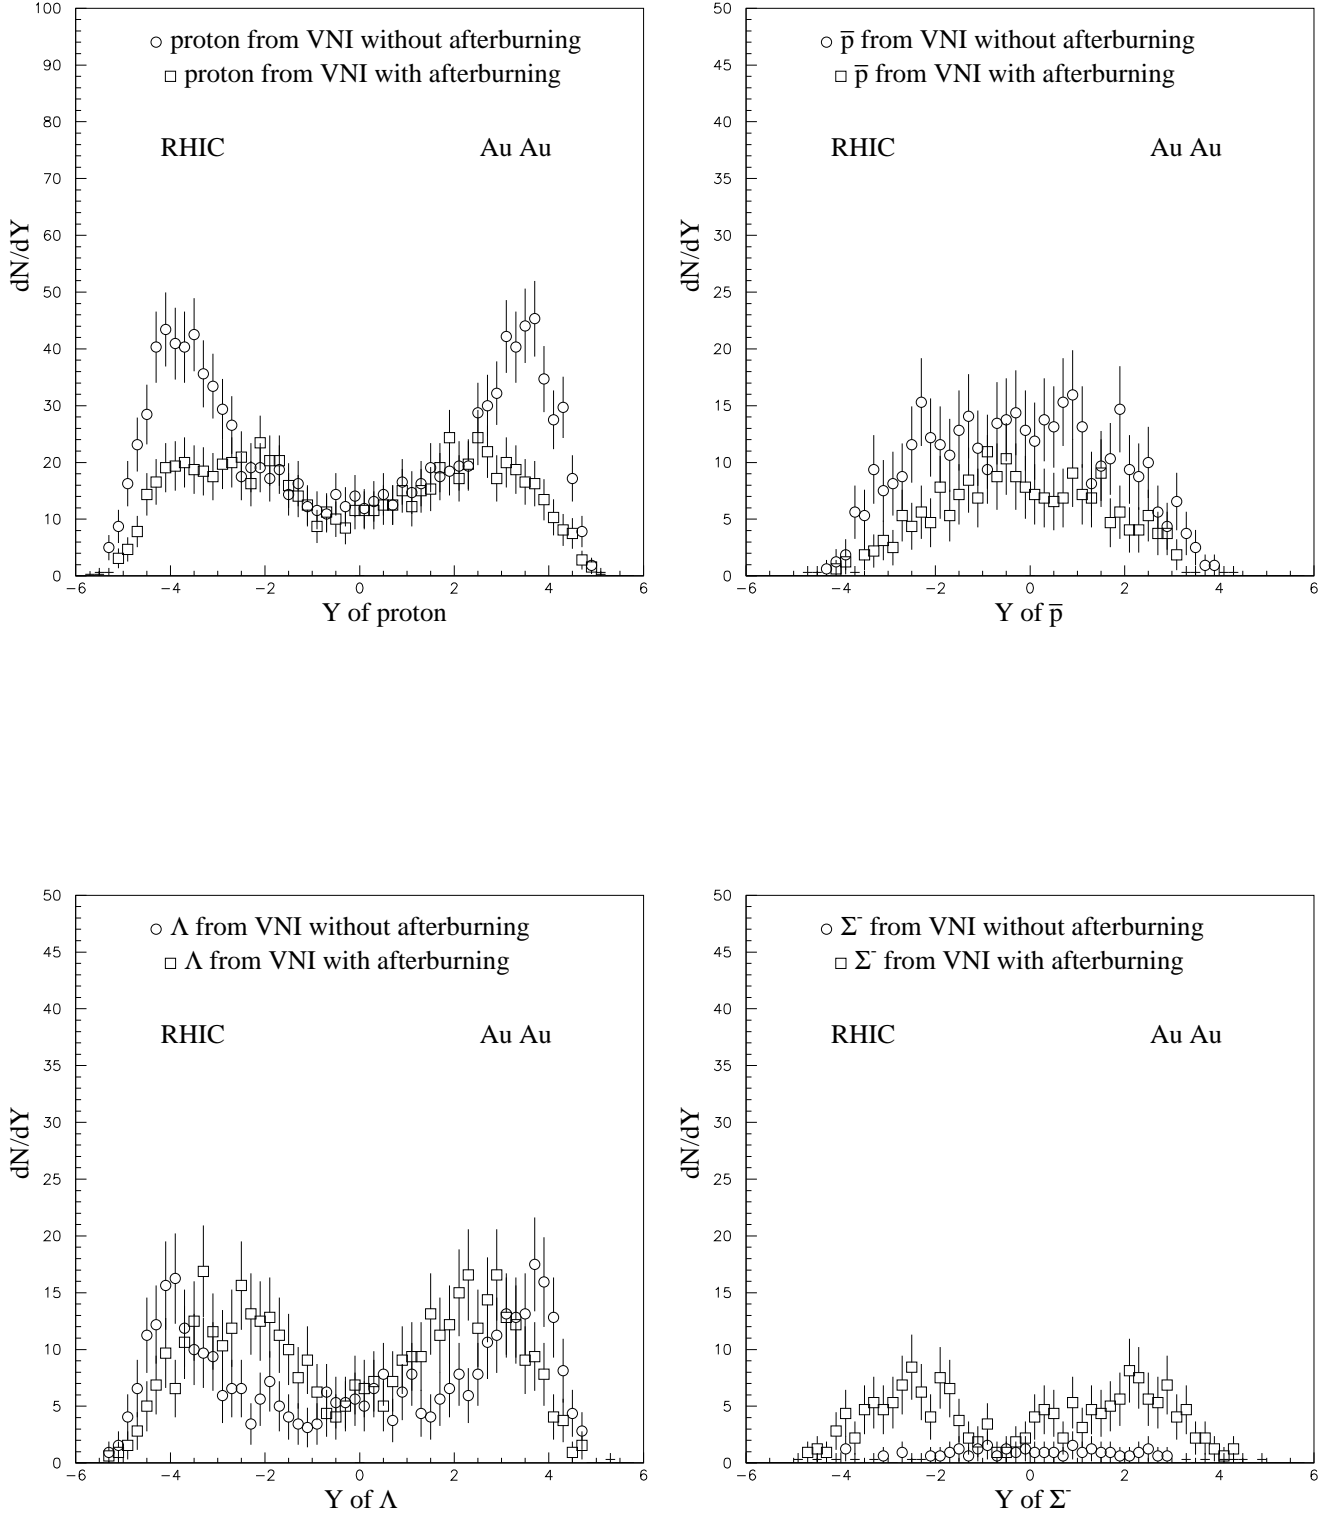 ○ proton from VNI without afterburning
□ proton from VNI with afterburning
RHIC Au Au
dN/dY
100
90
80
70
60
50
40
30
20
10
0
−6 −4 −2 0 2 4 6
Y of proton
○ p̅ from VNI without afterburning
□ p̅ from VNI with afterburning
RHIC Au Au
dN/dY
50
45
40
35
30
25
20
15
10
5
0
−6 −4 −2 0 2 4 6
Y of p̅
○ Λ from VNI without afterburning
□ Λ from VNI with afterburning
RHIC Au Au
dN/dY
50
45
40
35
30
25
20
15
10
5
0
−6 −4 −2 0 2 4 6
Y of Λ
○ Σ⁻ from VNI without afterburning
□ Σ⁻ from VNI with afterburning
RHIC Au Au
dN/dY
50
45
40
35
30
25
20
15
10
5
0
−6 −4 −2 0 2 4 6
Y of Σ⁻